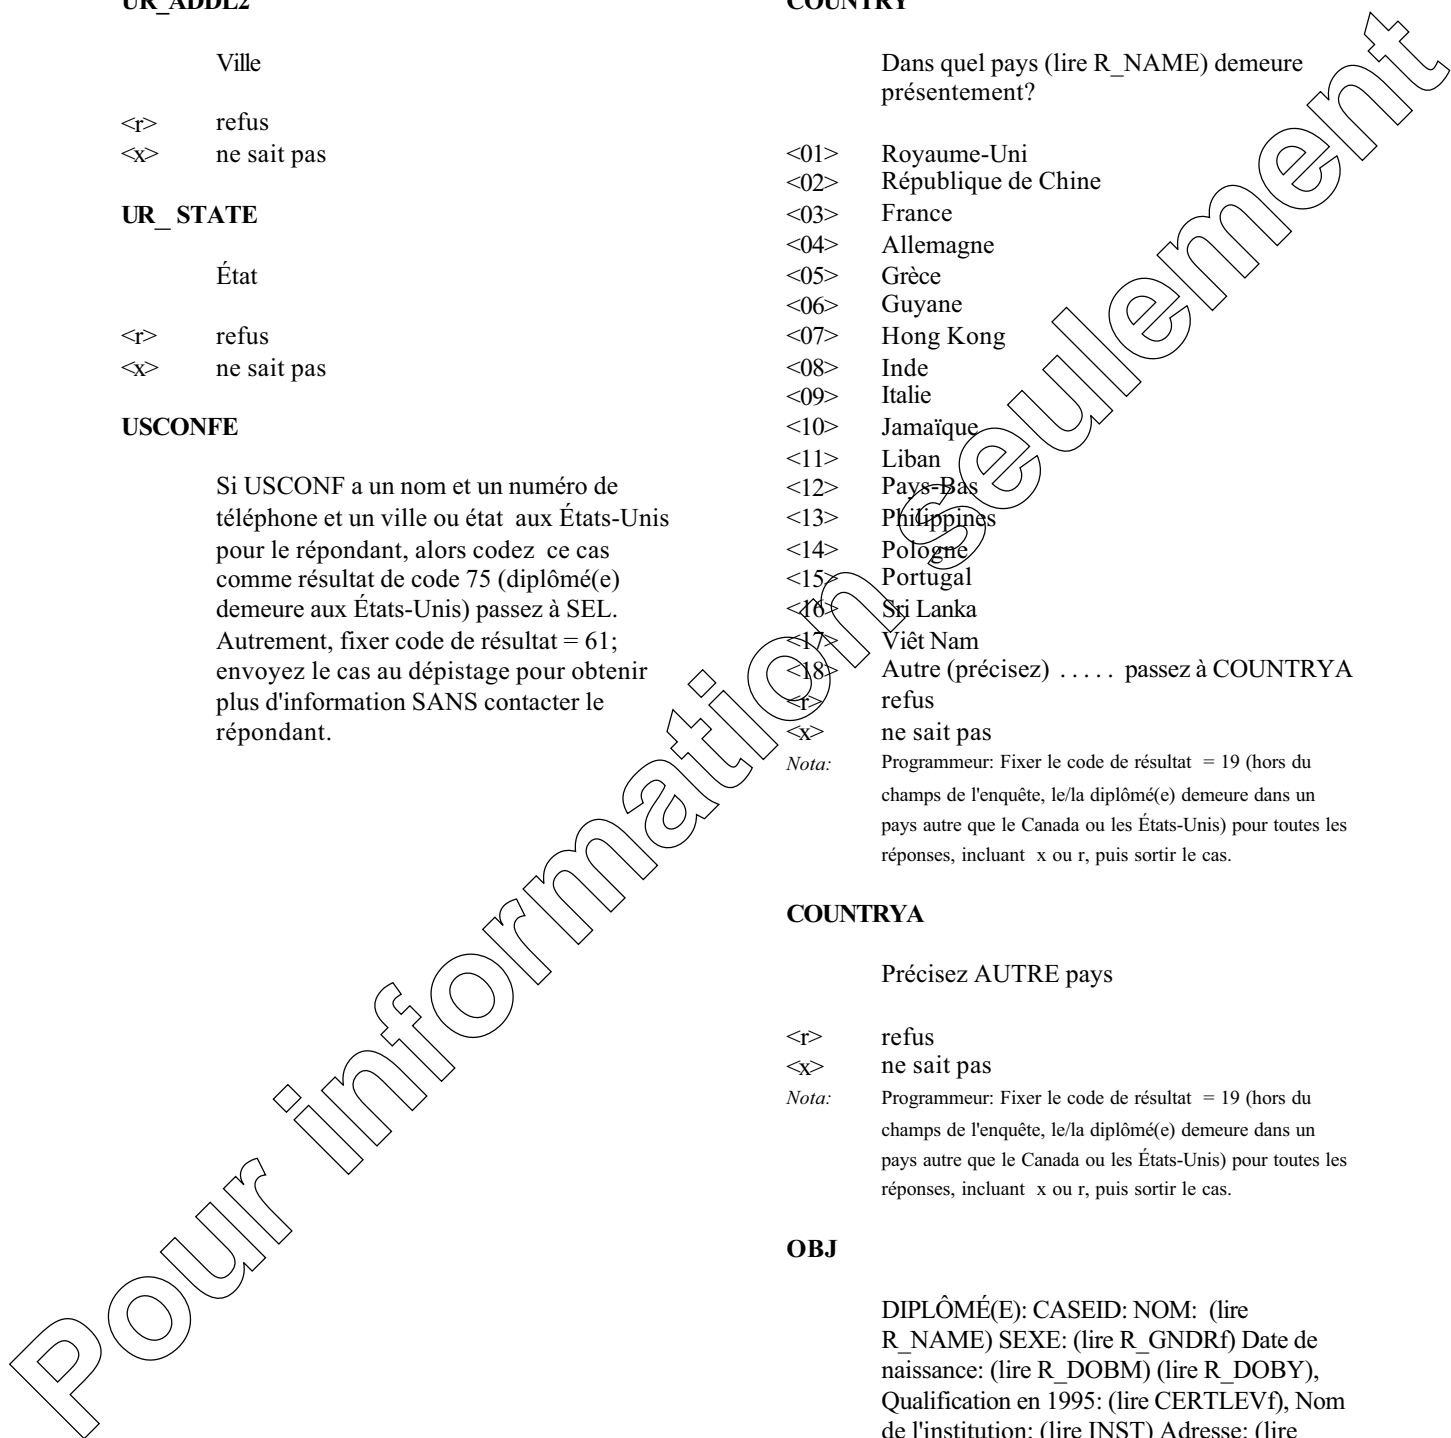 UR_ADDL2
Ville
<r> refus
<x> ne sait pas
UR_ STATE
État
<r> refus
<x> ne sait pas
USCONFE
Si USCONF a un nom et un numéro de
téléphone et un ville ou état aux États-Unis
pour le répondant, alors codez ce cas
comme résultat de code 75 (diplômé(e)
demeure aux États-Unis) passez à SEL.
Autrement, fixer code de résultat = 61;
envoyez le cas au dépistage pour obtenir
plus d'information SANS contacter le
répondant.
COUNTRY
Dans quel pays (lire R_NAME) demeure
présentement?
<01> Royaume-Uni
<02> République de Chine
<03> France
<04> Allemagne
<05> Grèce
<06> Guyane
<07> Hong Kong
<08> Inde
<09> Italie
<10> Jamaïque
<11> Liban
<12> Pays-Bas
<13> Philippines
<14> Pologne
<15> Portugal
<16> Sri Lanka
<17> Viêt Nam
<18> Autre (précisez) ..... passez à COUNTRYA
<r> refus
<x> ne sait pas
Nota: Programmeur: Fixer le code de résultat = 19 (hors du
champs de l'enquête, le/la diplômé(e) demeure dans un
pays autre que le Canada ou les États-Unis) pour toutes les
réponses, incluant x ou r, puis sortir le cas.
COUNTRYA
Précisez AUTRE pays
<r> refus
<x> ne sait pas
Nota: Programmeur: Fixer le code de résultat = 19 (hors du
champs de l'enquête, le/la diplômé(e) demeure dans un
pays autre que le Canada ou les États-Unis) pour toutes les
réponses, incluant x ou r, puis sortir le cas.
OBJ
DIPLÔMÉ(E): CASEID: NOM: (lire
R_NAME) SEXE: (lire R_GNDRf) Date de
naissance: (lire R_DOBM) (lire R_DOBY),
Qualification en 1995: (lire CERTLEVf), Nom
de l'institution: (lire INST) Adresse: (lire
Pour information seulement